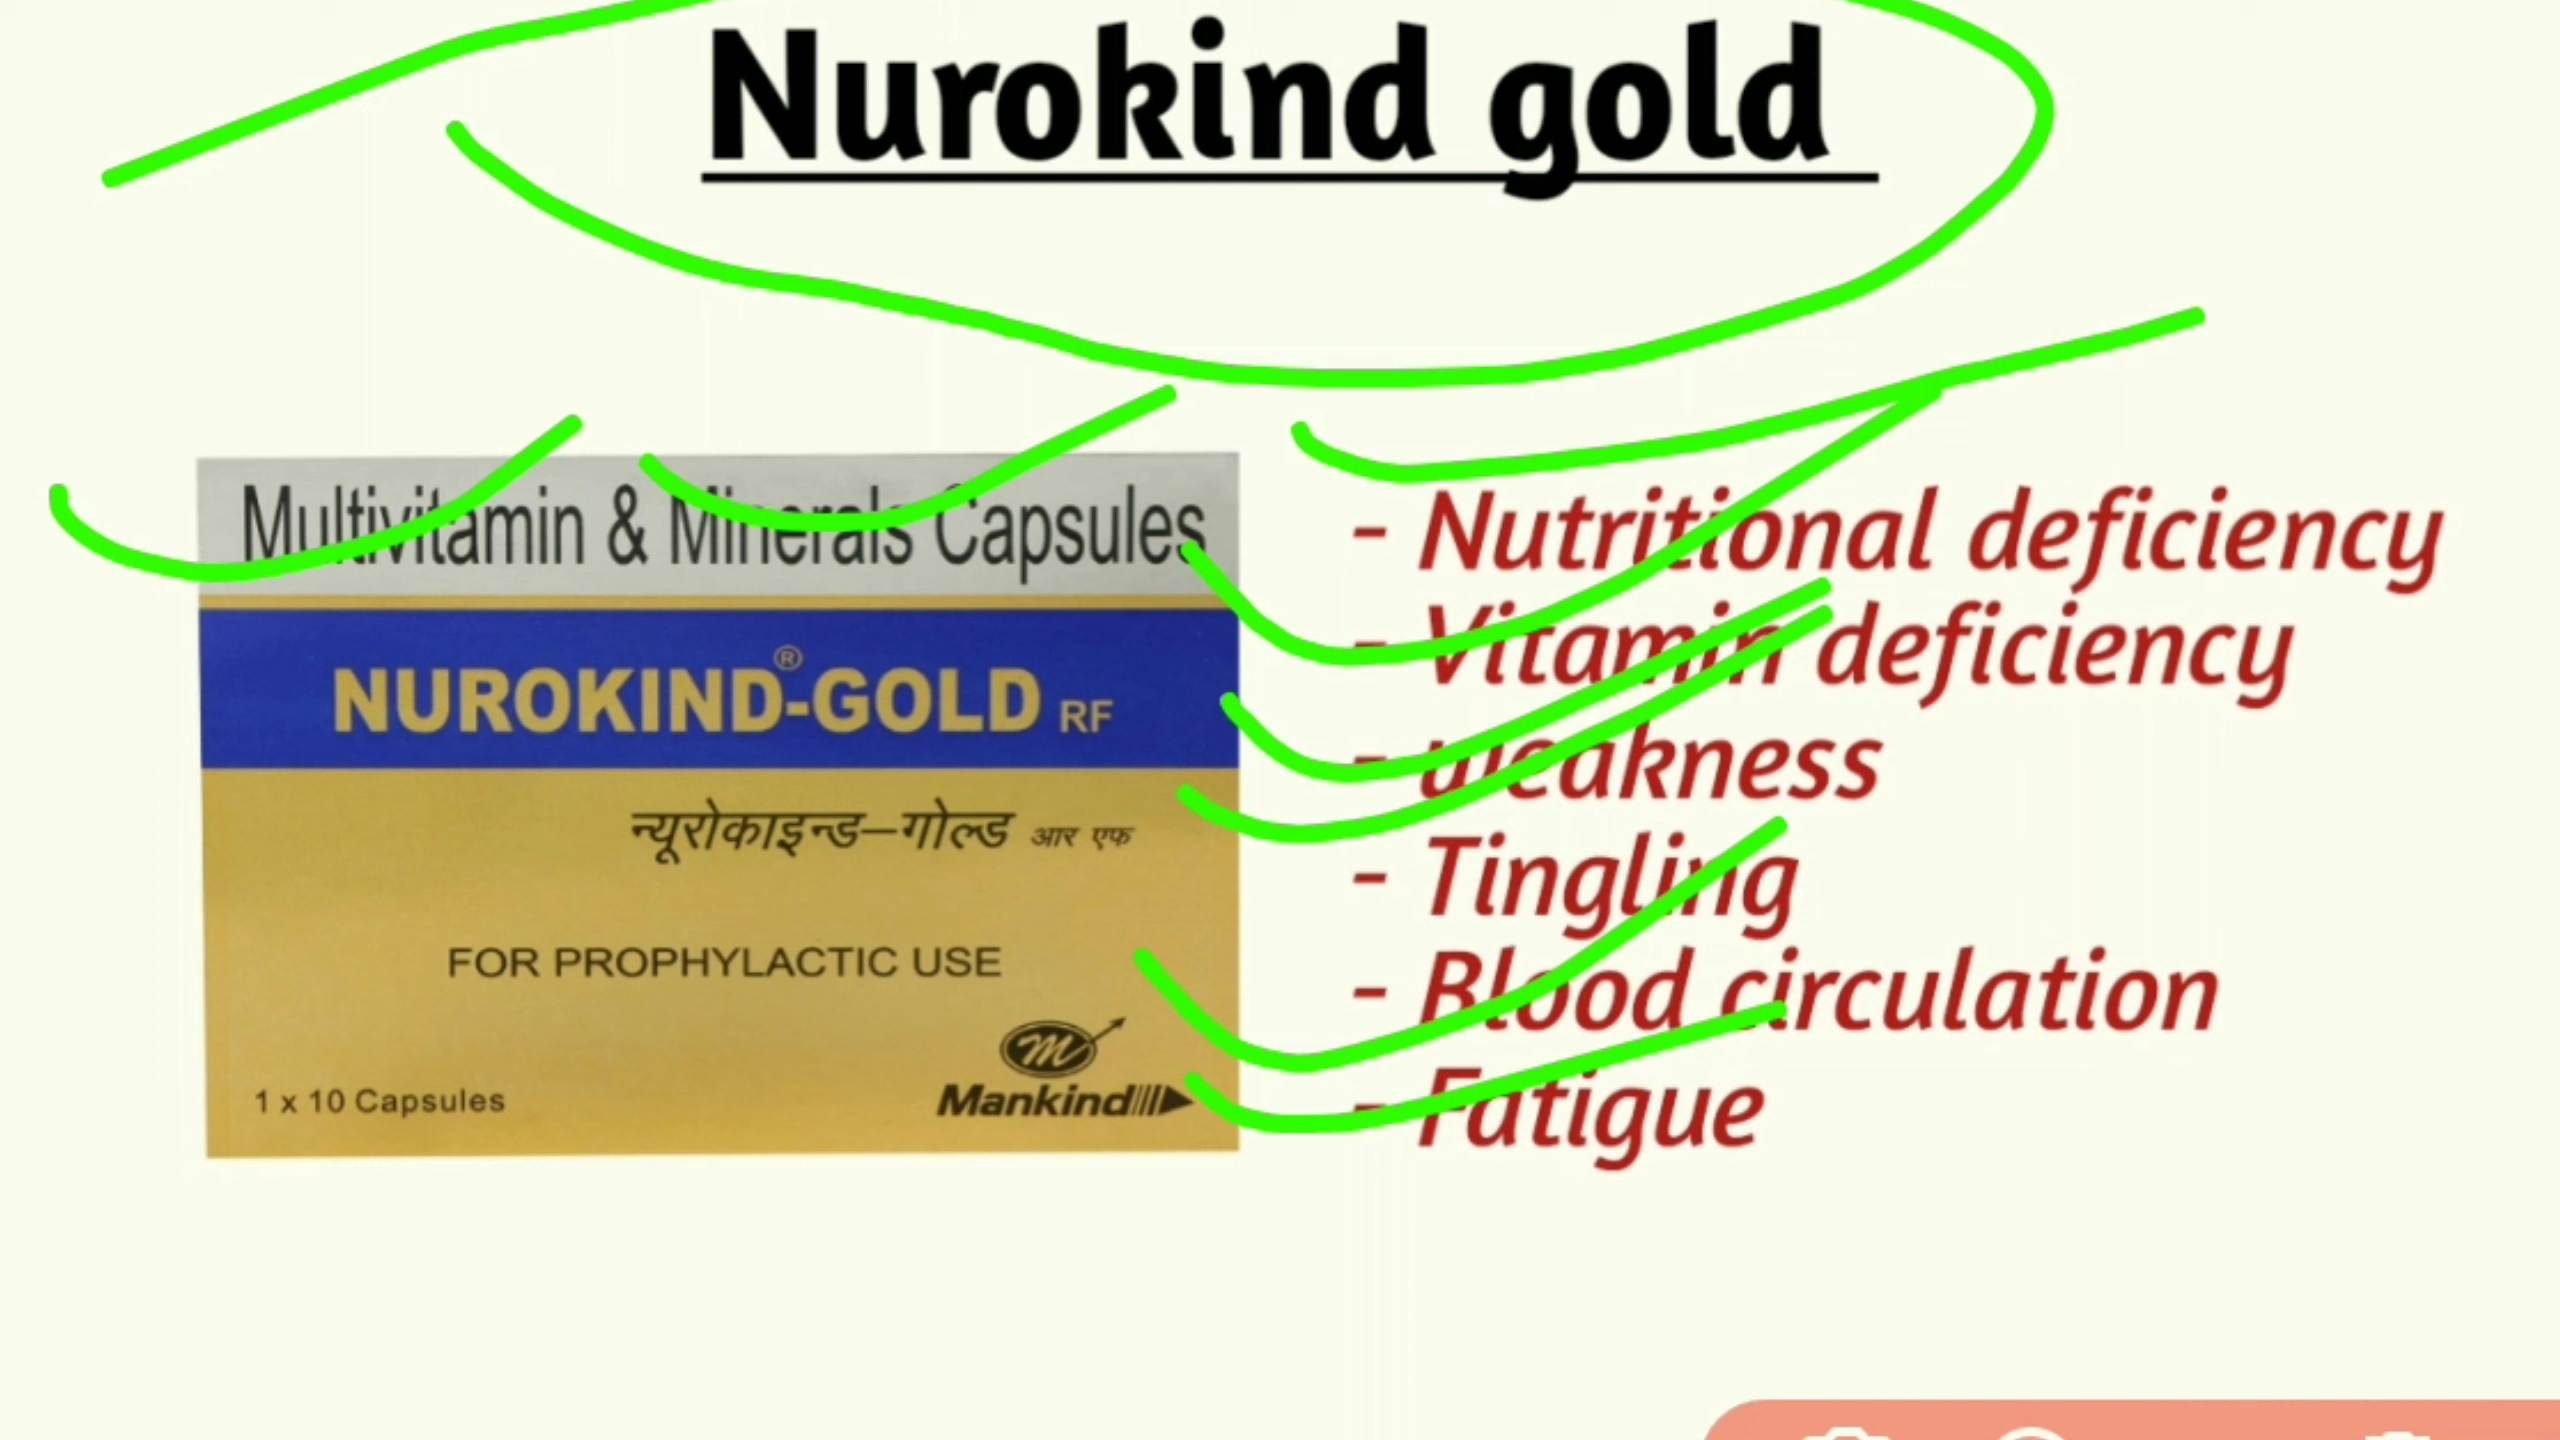 Nurokind gold
Multivitamin & Minerals Capsules
NUROKIND®-GOLD RF
न्यूरोकाइन्ड–गोल्ड आर एफ
FOR PROPHYLACTIC USE
1 x 10 Capsules
Mankind
- Nutritional deficiency
- Vitamin deficiency
- Weakness
- Tingling
- Blood circulation
- Fatigue